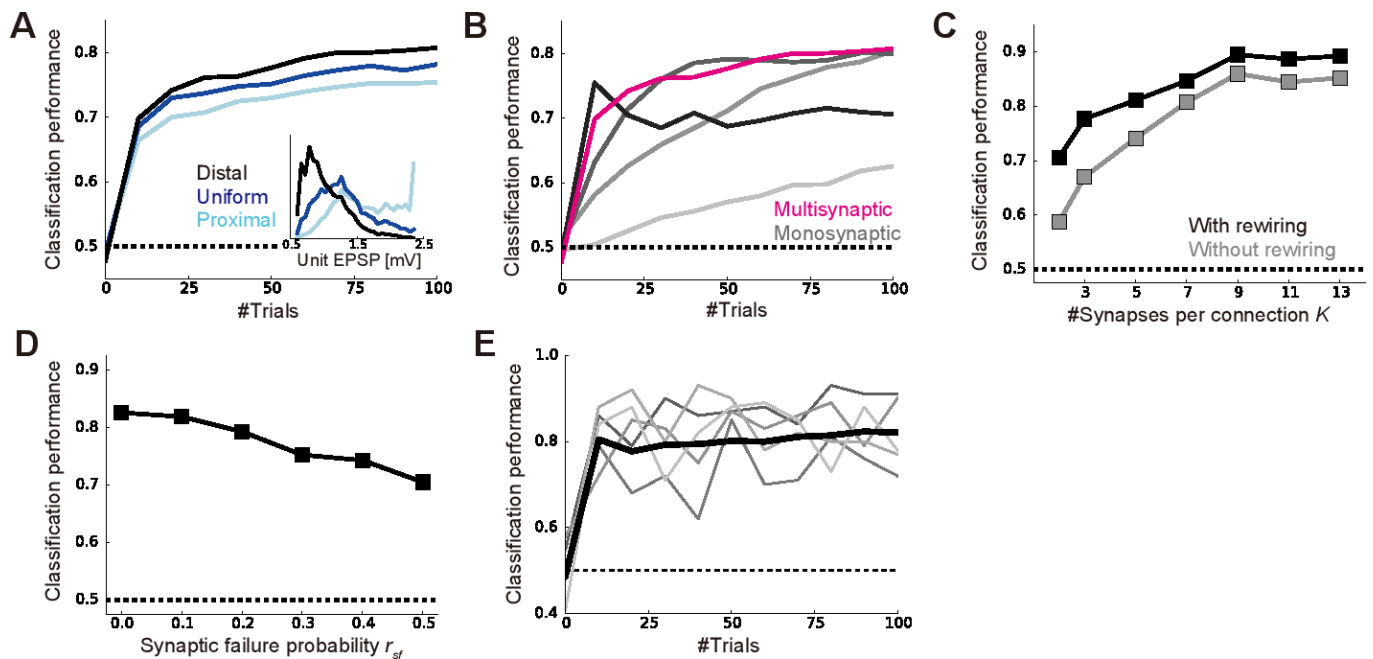 A
Classification performance
0.8
0.7
0.6
0.5
Distal
Uniform
Proximal
0.5 1.5 2.5
Unit EPSP [mV]
0 25 50 75 100
#Trials
B
Classification performance
0.8
0.7
0.6
0.5
Multisynaptic
Monosynaptic
0 25 50 75 100
#Trials
C
Classification performance
0.9
0.8
0.7
0.6
0.5
With rewiring
Without rewiring
3 5 7 9 11 13
#Synapses per connection K
D
Classification performance
0.9
0.8
0.7
0.6
0.5
0.0 0.1 0.2 0.3 0.4 0.5
Synaptic failure probability rsf
E
Classification performance
1.0
0.8
0.6
0.4
0 25 50 75 100
#Trials